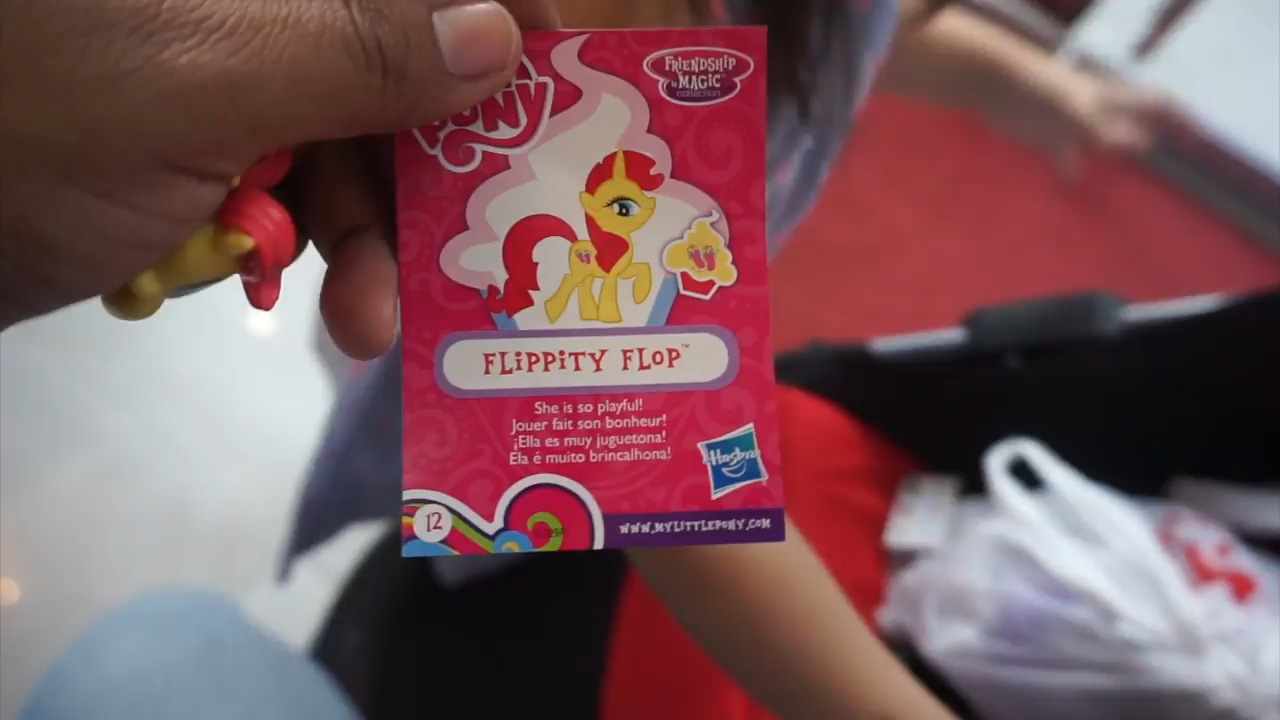 PONY
FRIENDSHIP
is MAGIC
COLLECTION
FLiPPiTY FLOP™
She is so playful!
Jouer fait son bonheur!
¡Ella es muy juguetona!
Ela é muito brincalhona!
Hasbro
12
WWW.MYLITTLEPONY.COM